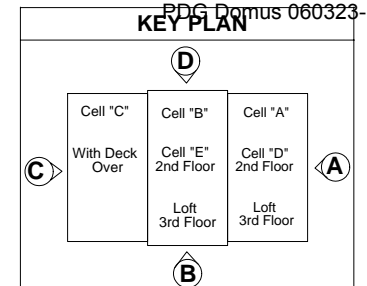 PDG Domus 060323-
KEY PLAN
D
Cell "C"
With Deck
Over
Cell "B"
Cell "E"
2nd Floor
Loft
3rd Floor
Cell "A"
Cell "D"
2nd Floor
Loft
3rd Floor
C
A
B